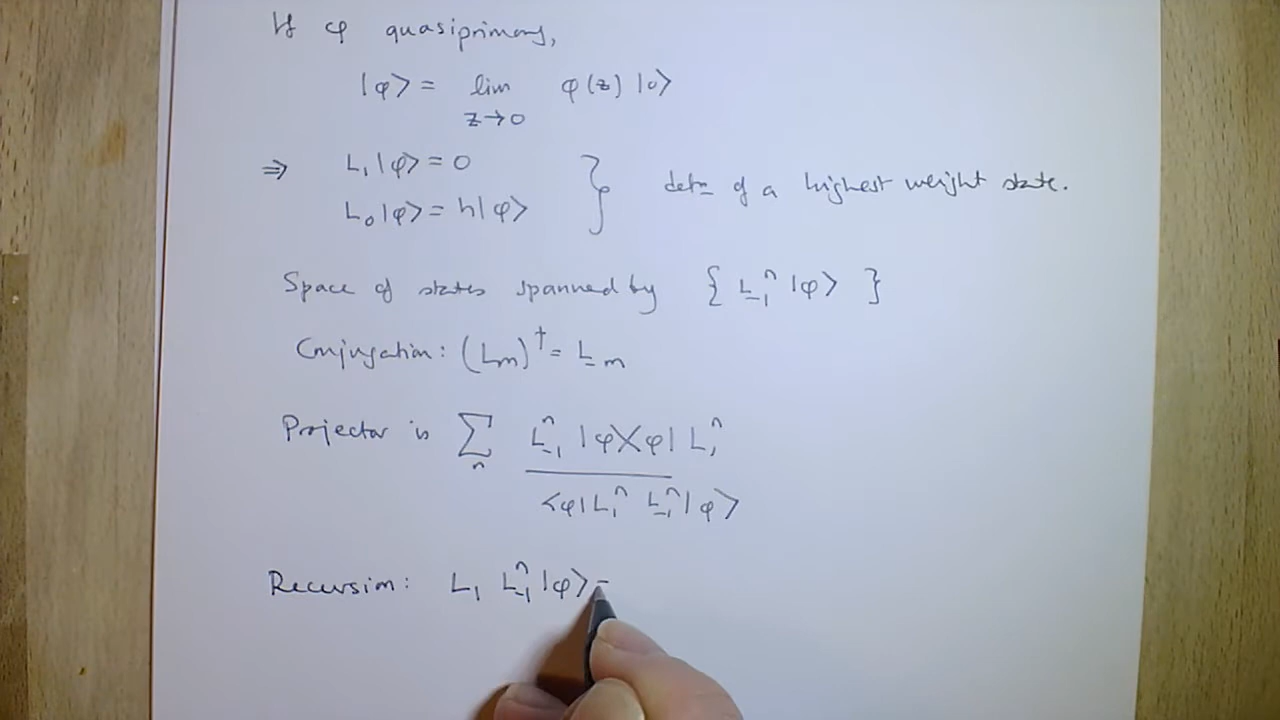 If φ quasiprimary,
|φ> = lim φ(z) |0>
z→0
⇒ L₁|φ> = 0
L₀|φ> = h|φ> } defn of a highest weight state.
Space of states spanned by { L₋₁ⁿ |φ> }
Conjugation: (Lₘ)† = L₋ₘ
Projector is ∑ₙ L₋₁ⁿ |φ><φ| L₁ⁿ
<φ|L₁ⁿ L₋₁ⁿ|φ>
Recursion: L₁ L₋₁ⁿ |φ> =